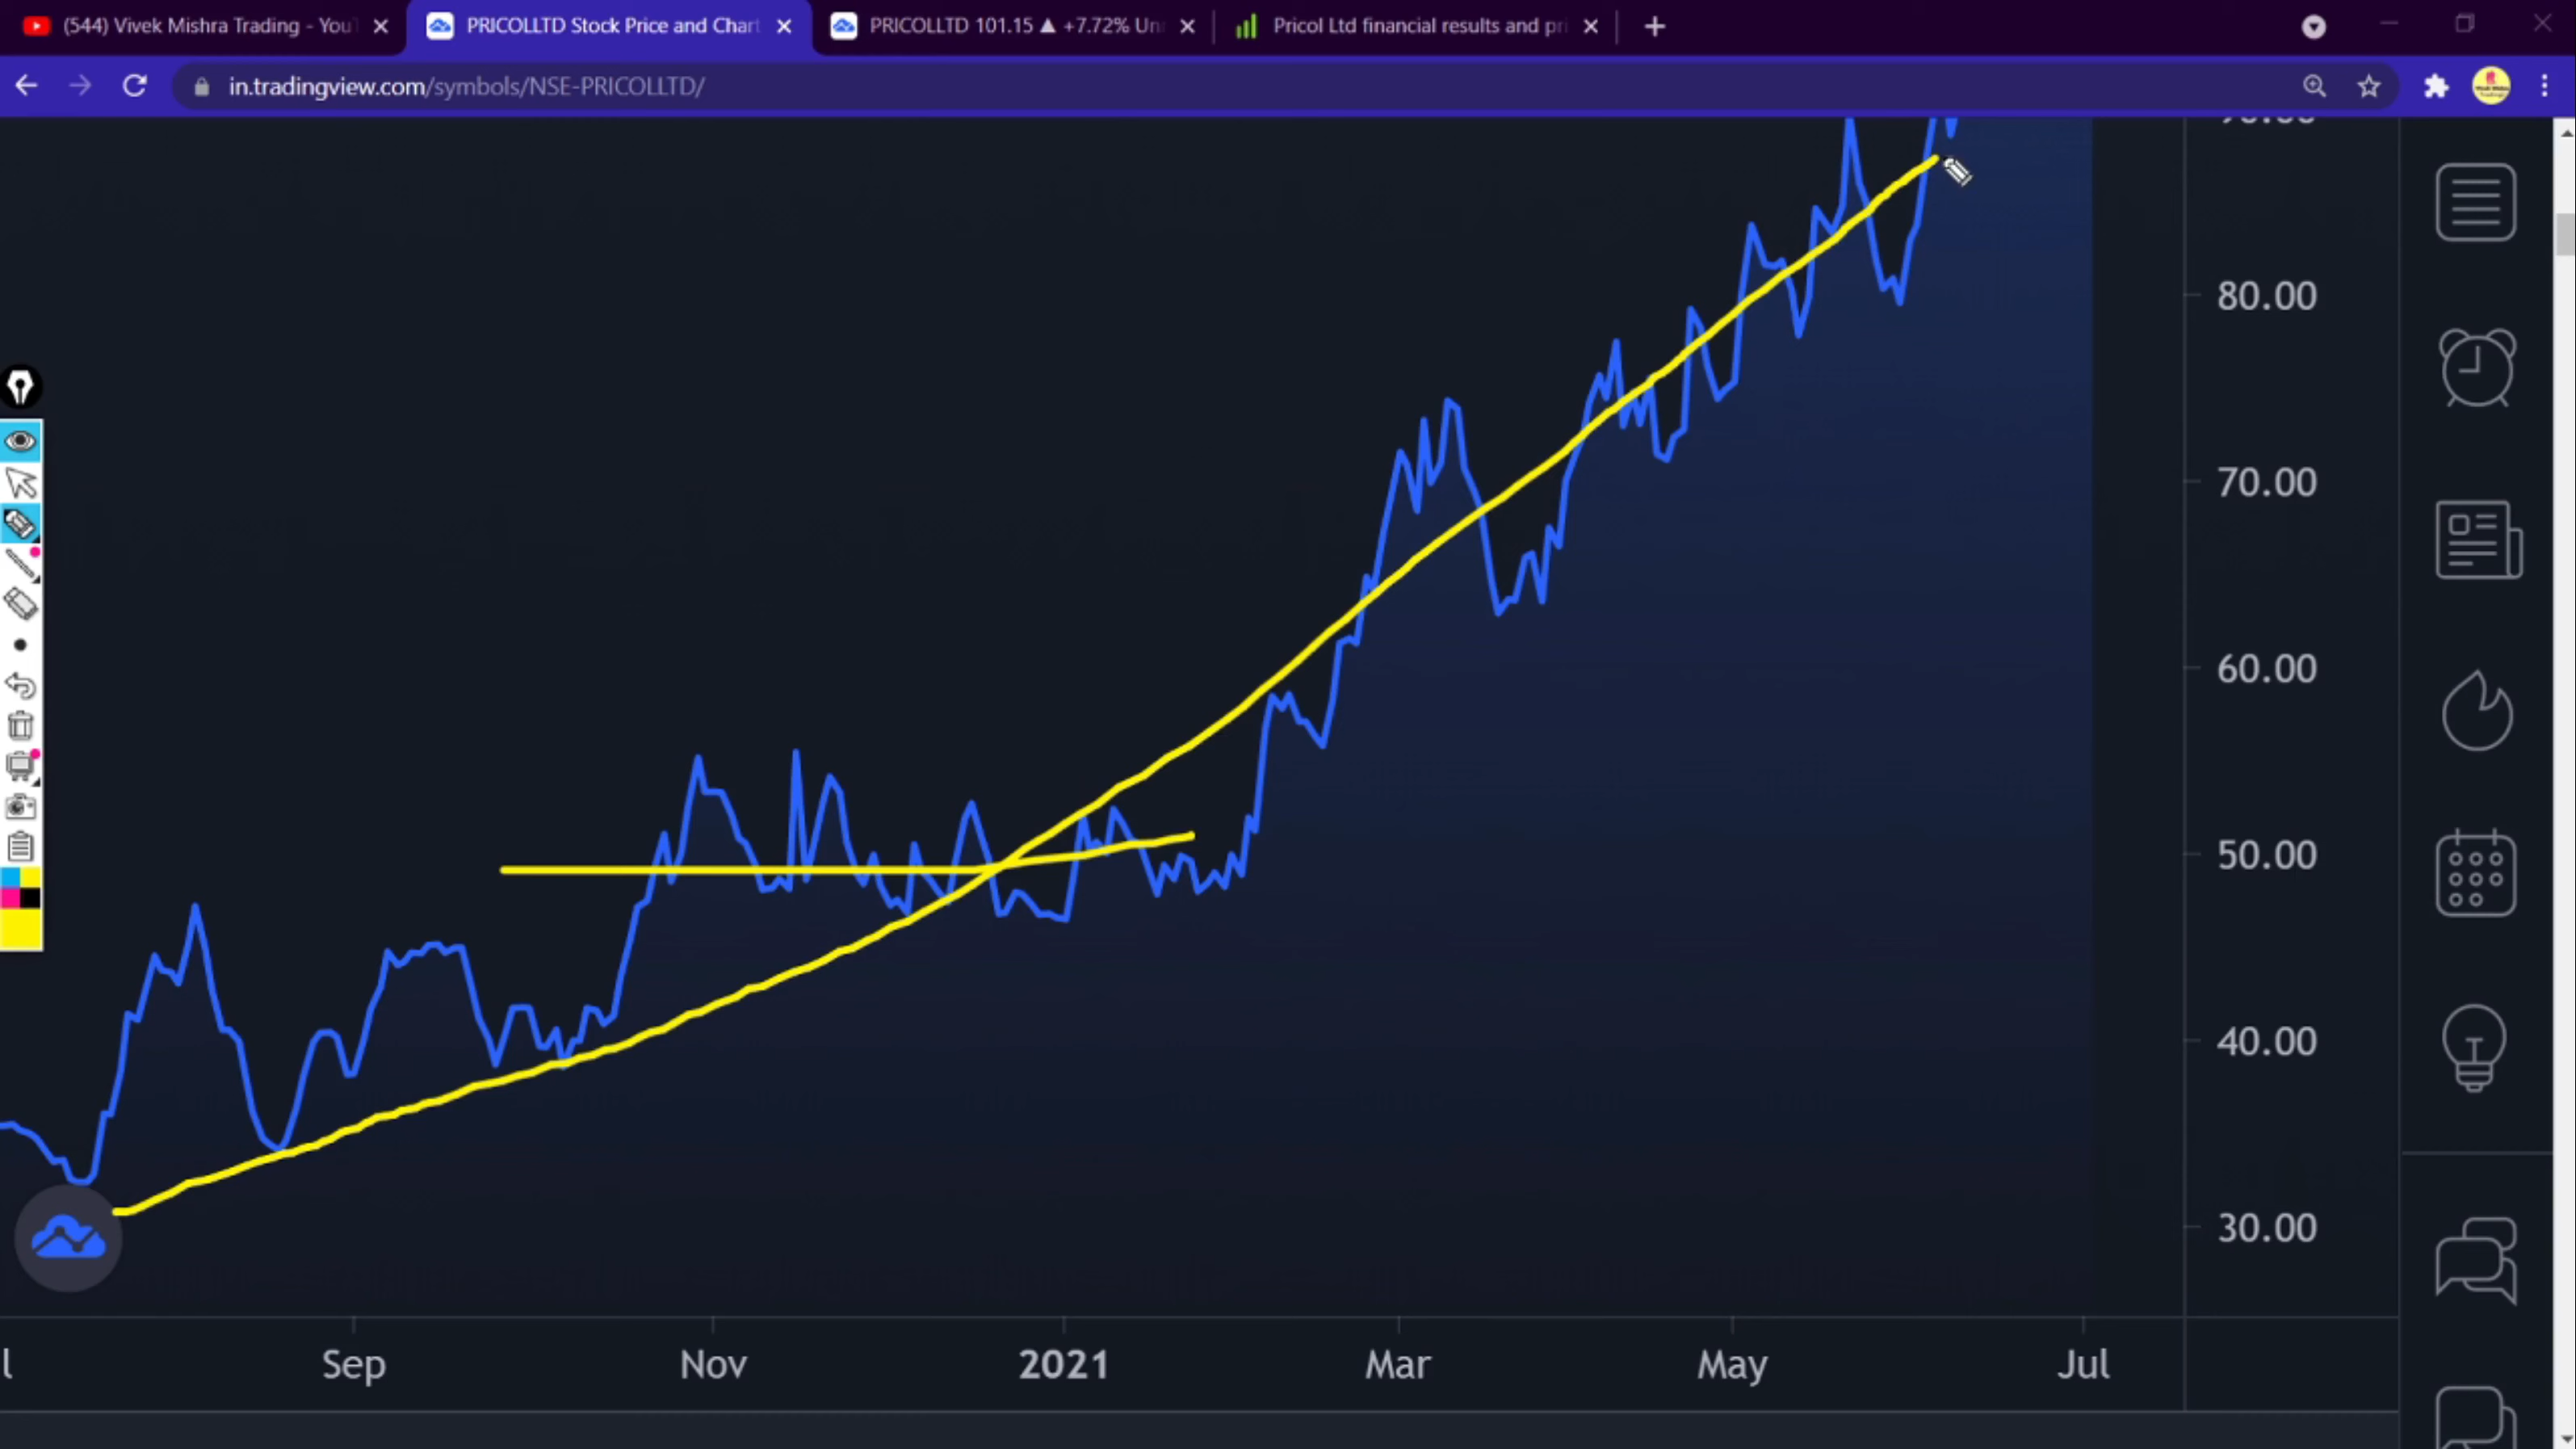 (544) Vivek Mishra Trading - You
PRICOLLTD Stock Price and Chart
PRICOLLTD 101.15 ▲ +7.72% Un
Pricol Ltd financial results and pri
in.tradingview.com/symbols/NSE-PRICOLLTD/
80.00
70.00
60.00
50.00
40.00
30.00
l Sep Nov 2021 Mar May Jul